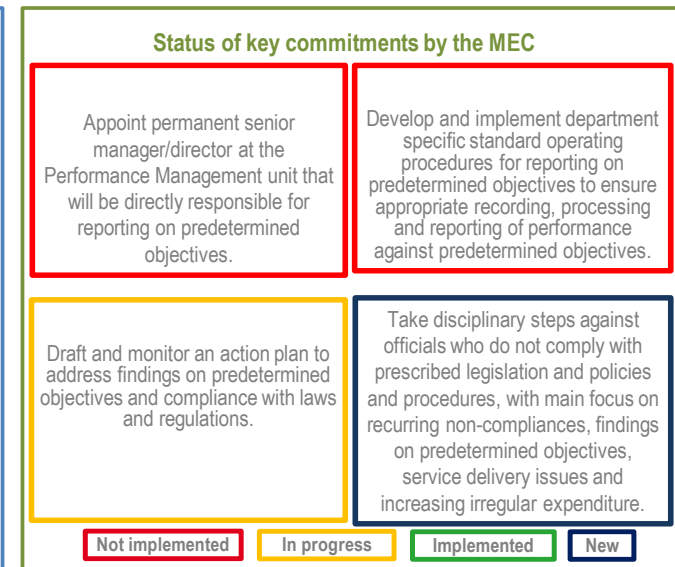 Status of key commitments by the MEC
Appoint permanent senior
manager/director at the
Performance Management unit that
will be directly responsible for
reporting on predetermined
objectives.
Develop and implement department
specific standard operating
procedures for reporting on
predetermined objectives to ensure
appropriate recording, processing
and reporting of performance
against predetermined objectives.
Draft and monitor an action plan to
address findings on predetermined
objectives and compliance with laws
and regulations.
Take disciplinary steps against
officials who do not comply with
prescribed legislation and policies
and procedures, with main focus on
recurring non-compliances, findings
on predetermined objectives,
service delivery issues and
increasing irregular expenditure.
Not implemented
In progress
Implemented
New